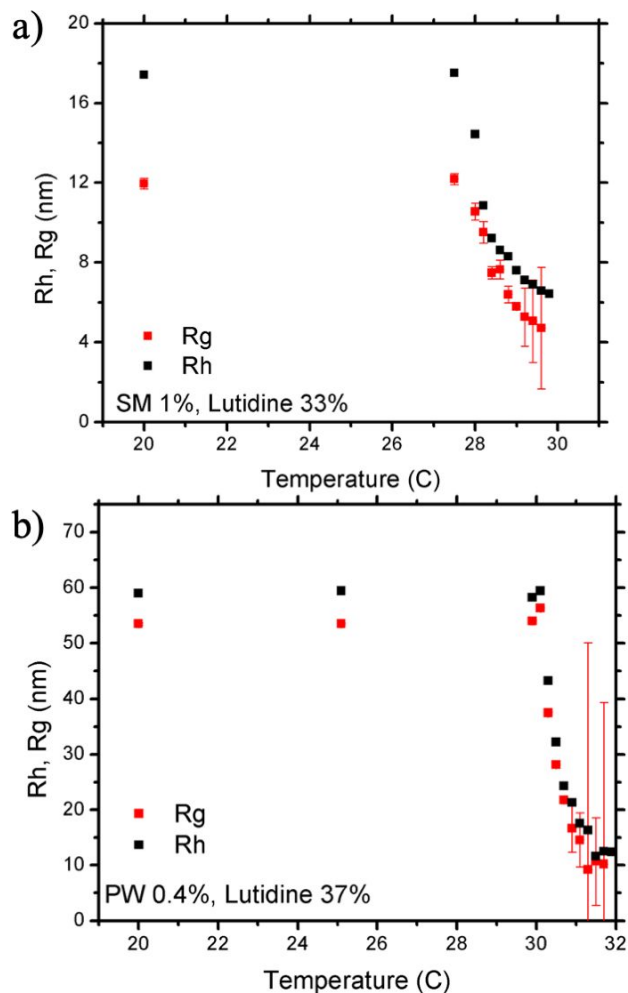 a)
20
16
12
8
4
0
Rh, Rg (nm)
Rg
Rh
SM 1%, Lutidine 33%
20 22 24 26 28 30
Temperature (C)
b)
70
60
50
40
30
20
10
0
Rh, Rg (nm)
Rg
Rh
PW 0.4%, Lutidine 37%
20 22 24 26 28 30 32
Temperature (C)